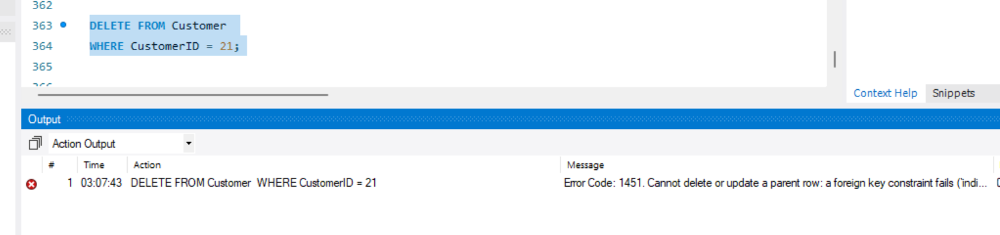 362
363 DELETE FROM Customer
364 WHERE CustomerID = 21;
365
Context Help Snippets
Output
Action Output
# Time Action Message
1 03:07:43 DELETE FROM Customer WHERE CustomerID = 21 Error Code: 1451. Cannot delete or update a parent row: a foreign key constraint fails (`indi...